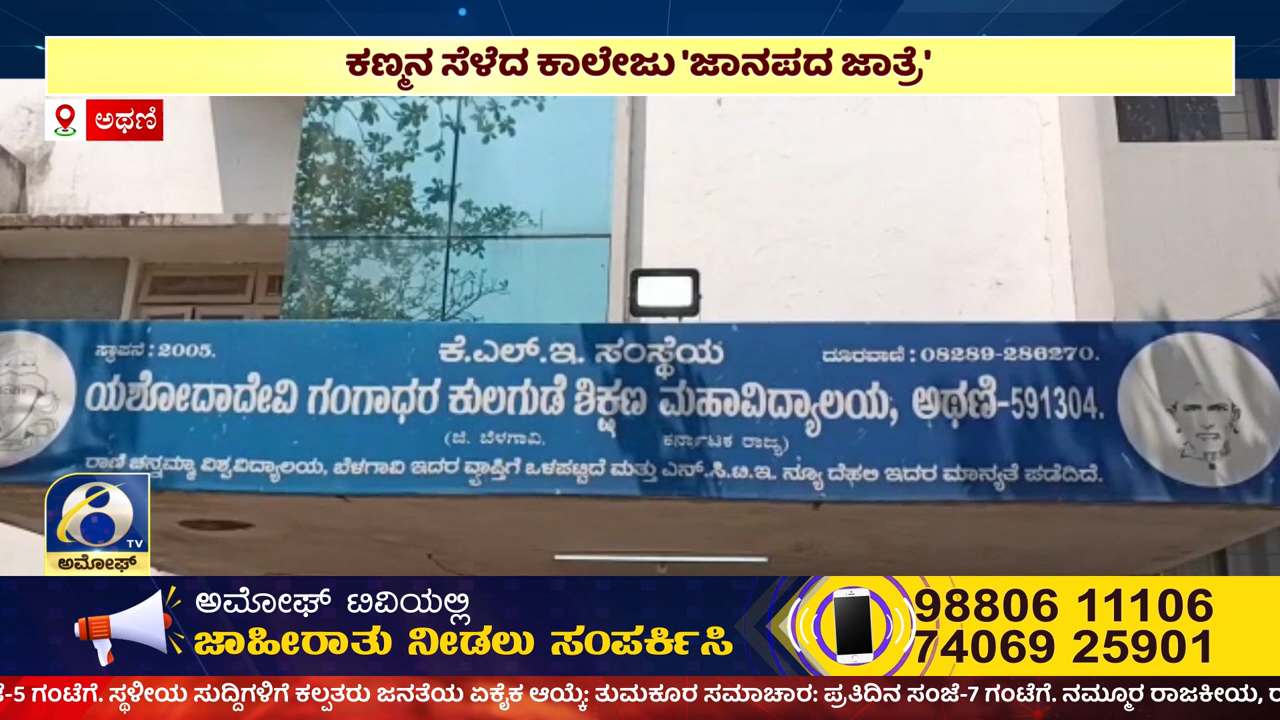 ಕಣ್ಮನ ಸೆಳೆದ ಕಾಲೇಜು 'ಜಾನಪದ ಜಾತ್ರೆ'
ಅಥಣಿ
ಸ್ಥಾಪನೆ : 2005.
ಕೆ.ಎಲ್.ಇ. ಸಂಸ್ಥೆಯ
ದೂರವಾಣಿ : 08289-286270.
ಯಶೋದಾದೇವಿ ಗಂಗಾಧರ ಕುಲಗುಡೆ ಶಿಕ್ಷಣ ಮಹಾವಿದ್ಯಾಲಯ, ಅಥಣಿ-591304.
(ಜಿ. ಬೆಳಗಾವಿ. ಕರ್ನಾಟಕ ರಾಜ್ಯ)
ರಾಣಿ ಚನ್ನಮ್ಮಾ ವಿಶ್ವವಿದ್ಯಾಲಯ, ಬೆಳಗಾವಿ ಇದರ ವ್ಯಾಪ್ತಿಗೆ ಒಳಪಟ್ಟಿದೆ ಮತ್ತು ಎನ್.ಸಿ.ಟಿ.ಇ. ನ್ಯೂ ದೆಹಲಿ ಇದರ ಮಾನ್ಯತೆ ಪಡೆದಿದೆ.
TV
ಅಮೋಘ್
ಅಮೋಘ್ ಟಿವಿಯಲ್ಲಿ
ಜಾಹೀರಾತು ನೀಡಲು ಸಂಪರ್ಕಿಸಿ
98806 11106
74069 25901
-5 ಗಂಟೆಗೆ. ಸ್ಥಳೀಯ ಸುದ್ದಿಗಳಿಗೆ ಕಲ್ಪತರು ಜನತೆಯ ಏಕೈಕ ಆಯ್ಕೆ; ತುಮಕೂರ ಸಮಾಚಾರ: ಪ್ರತಿದಿನ ಸಂಜೆ-7 ಗಂಟೆಗೆ. ನಮ್ಮೂರ ರಾಜಕೀಯ,